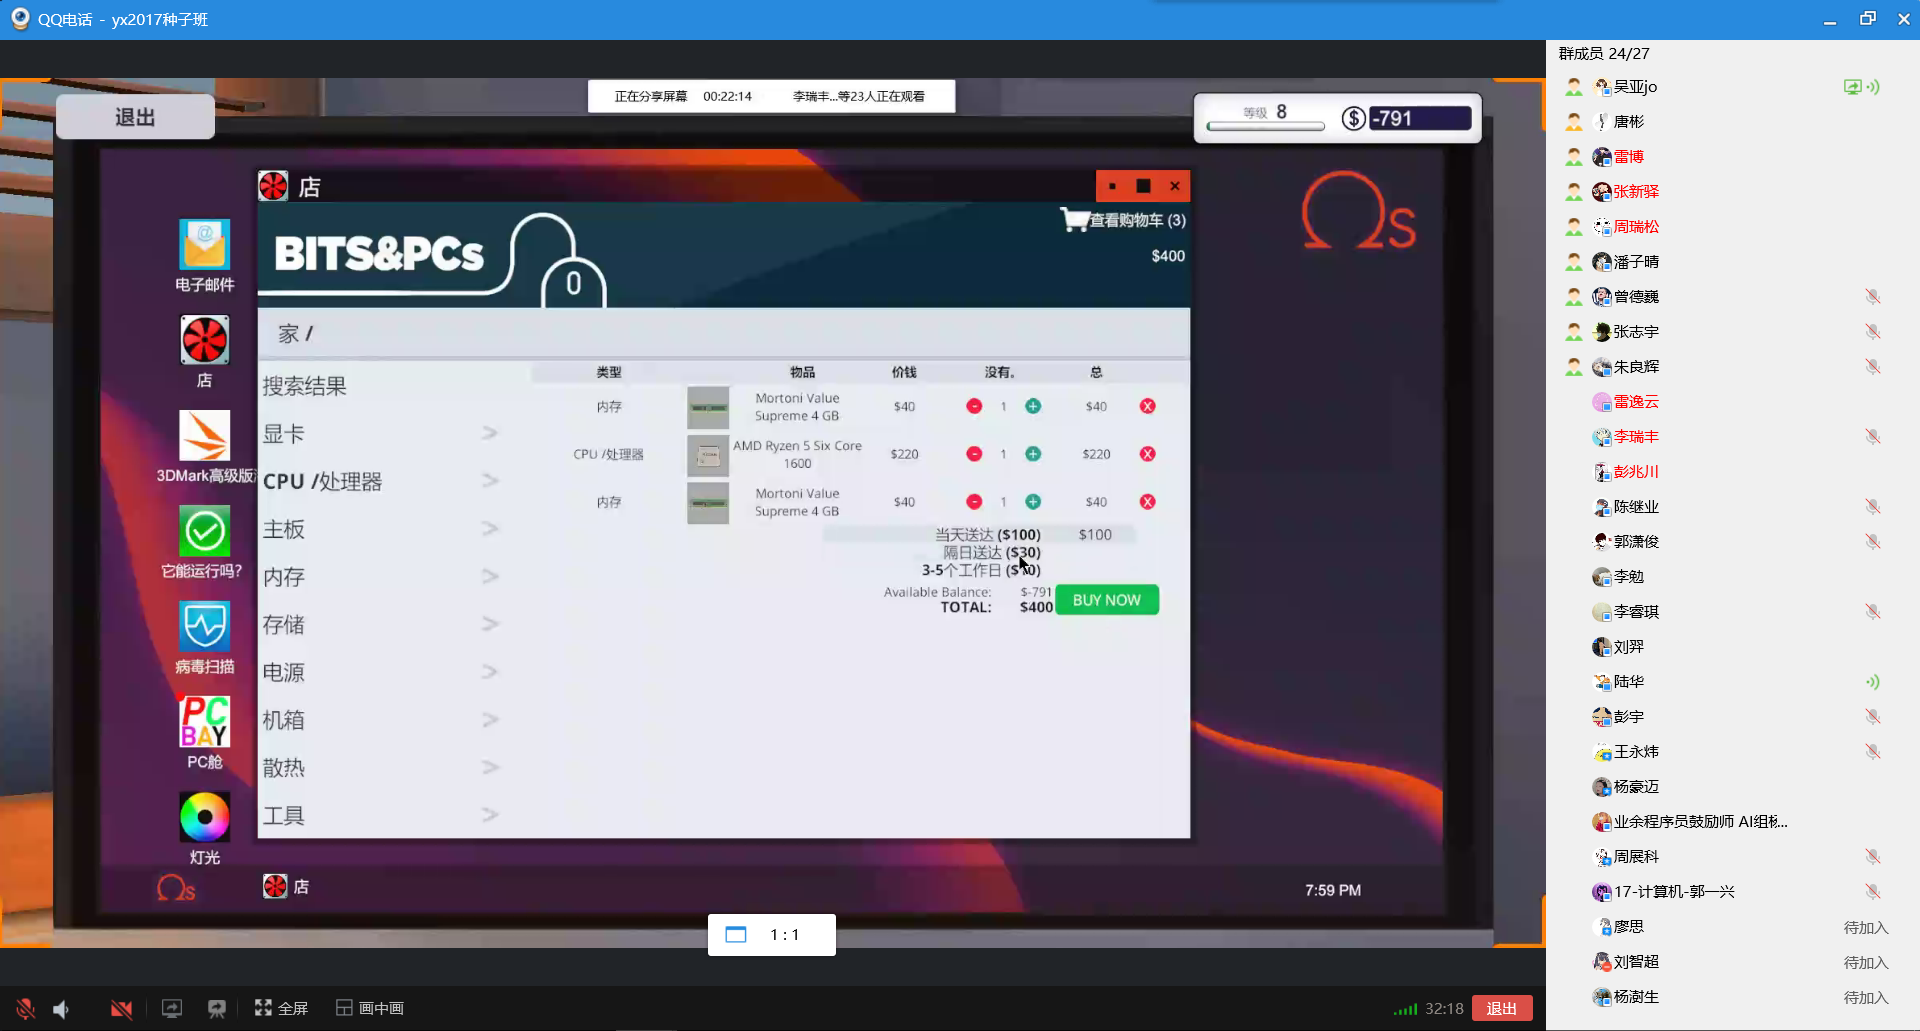 QQ电话 - yx2017种子班
群成员 24/27
正在分享屏幕 00:22:14 李瑞丰...等23人正在观看
退出
等级 8
$ -791
店
BITS&PCs
查看购物车 (3)
$400
家 /
电子邮件
店
3DMark高级版
它能运行吗?
病毒扫描
PC BAY
PC舱
灯光
搜索结果
显卡 >
CPU /处理器 >
主板 >
内存 >
存储 >
电源 >
机箱 >
散热 >
工具 >
类型 物品 价钱 没有。 总
内存 Mortoni Value Supreme 4 GB $40 - 1 + $40 X
CPU /处理器 AMD Ryzen 5 Six Core 1600 $220 - 1 + $220 X
内存 Mortoni Value Supreme 4 GB $40 - 1 + $40 X
当天送达 ($100) $100
隔日送达 ($30)
3-5个工作日
Available Balance: $-791
TOTAL: $400
BUY NOW
Ωs
Ωs
店
7:59 PM
1 : 1
全屏
画中画
32:18
退出
吴亚jo
唐彬
雷博
张新驿
周瑞松
潘子晴
曾德巍
张志宇
朱良辉
雷逸云
李瑞丰
彭兆川
陈继业
郭潇俊
李勉
李睿琪
刘羿
陆华
彭宇
王永炜
杨豪迈
业余程序员鼓励师 AI组...
周展科
17-计算机-郭一兴
廖思 待加入
刘智超 待加入
杨澍生 待加入